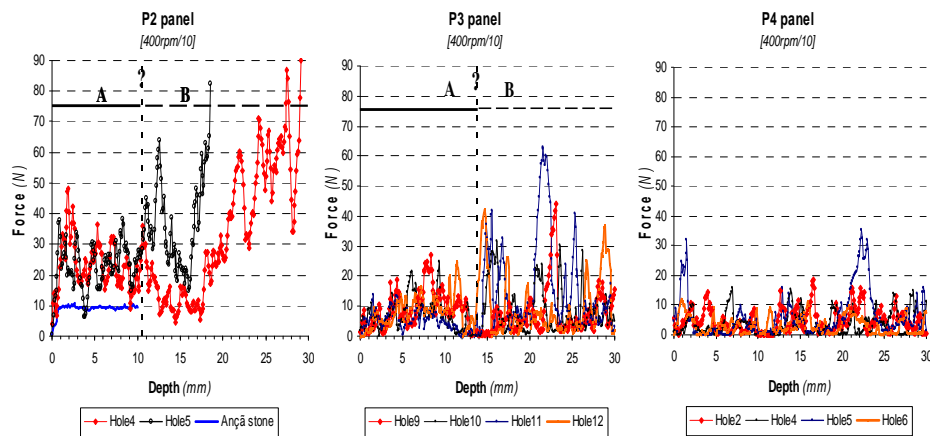 P2 panel
[400rpm/10]
Force (N)
90
80
70
60
50
40
30
20
10
0
A
?
B
0 5 10 15 20 25 30
Depth (mm)
Hole4 Hole5 Ançã stone
P3 panel
[400rpm/10]
Force (N)
90
80
70
60
50
40
30
20
10
0
A
?
B
0 5 10 15 20 25 30
Depth (mm)
Hole9 Hole10 Hole11 Hole12
P4 panel
[400rpm/10]
Force (N)
90
80
70
60
50
40
30
20
10
0
0 5 10 15 20 25 30
Depth (mm)
Hole2 Hole4 Hole5 Hole6